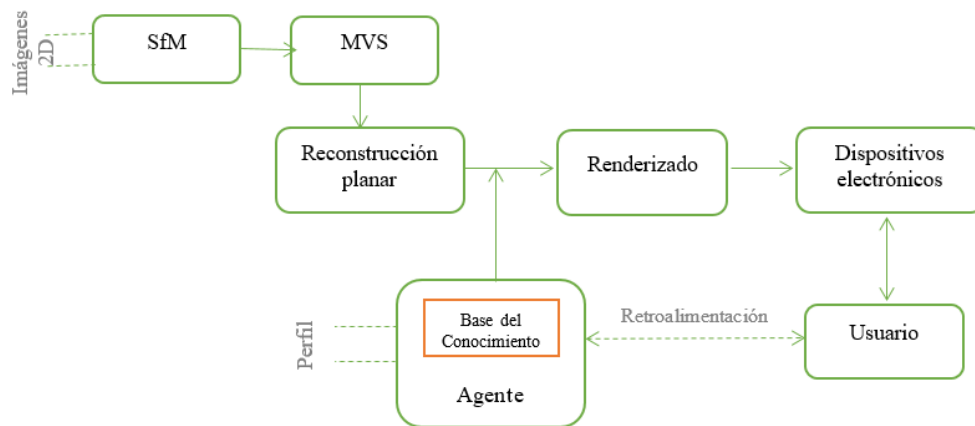 Imágenes
2D
SfM
MVS
Reconstrucción
planar
Renderizado
Dispositivos
electrónicos
Perfil
Base del
Conocimiento
Agente
Retroalimentación
Usuario